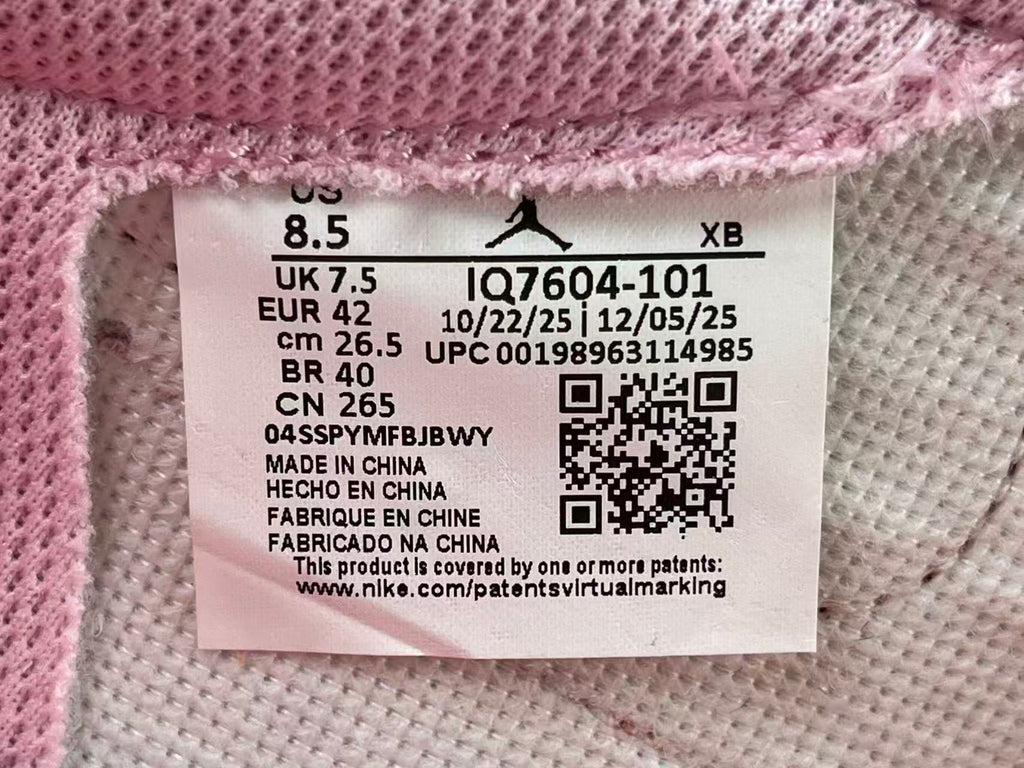 US
8.5
XB
UK 7.5
IQ7604-101
EUR 42
10/22/25 | 12/05/25
cm 26.5
UPC 00198963114985
BR 40
CN 265
04SSPYMFBJBWY
MADE IN CHINA
HECHO EN CHINA
FABRIQUE EN CHINE
FABRICADO NA CHINA
This product is covered by one or more patents:
www.nike.com/patentsvirtualmarking